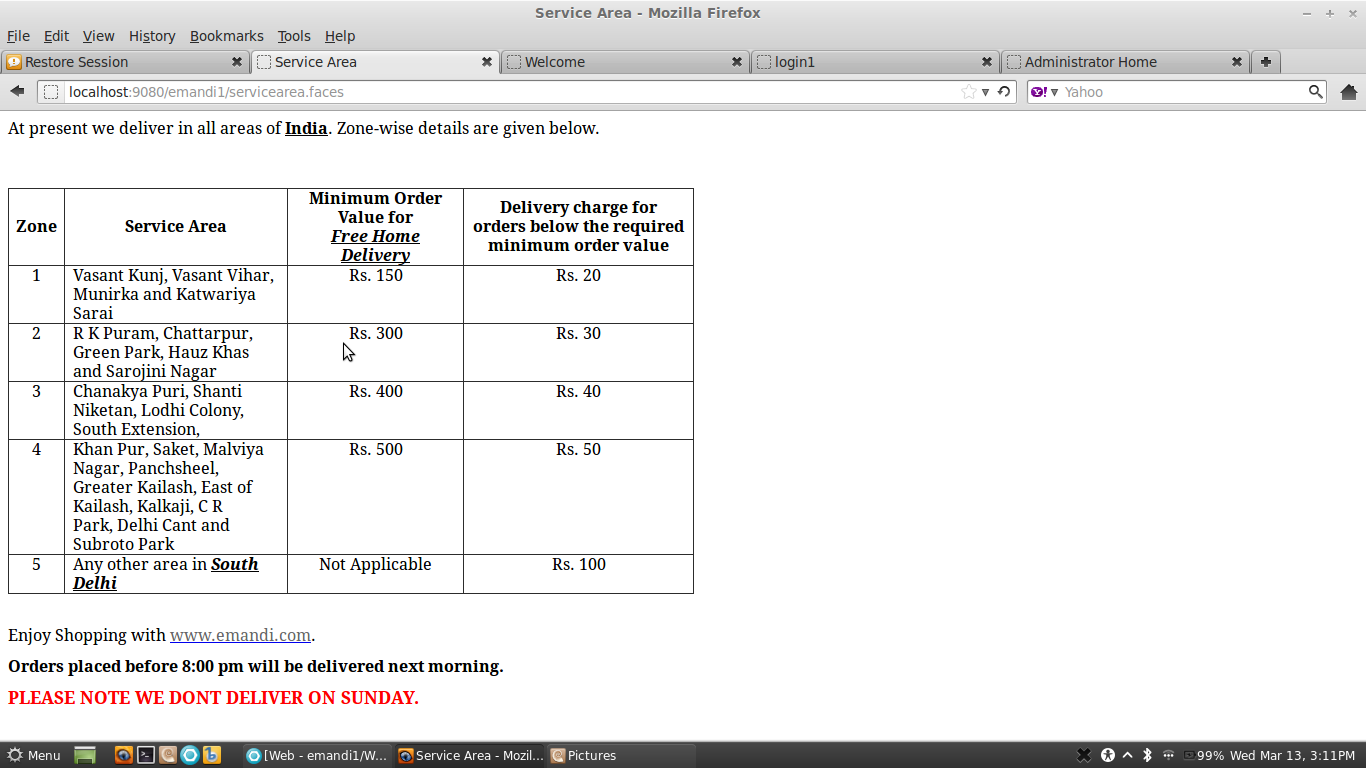 Service Area - Mozilla Firefox
File Edit View History Bookmarks Tools Help
Restore Session Service Area Welcome login1 Administrator Home
localhost:9080/emandi1/servicearea.faces Yahoo
At present we deliver in all areas of India. Zone-wise details are given below.
Zone
Service Area
Minimum Order
Value for
Free Home
Delivery
Delivery charge for
orders below the required
minimum order value
1
Vasant Kunj, Vasant Vihar,
Munirka and Katwariya
Sarai
Rs. 150
Rs. 20
2
R K Puram, Chattarpur,
Green Park, Hauz Khas
and Sarojini Nagar
Rs. 300
Rs. 30
3
Chanakya Puri, Shanti
Niketan, Lodhi Colony,
South Extension,
Rs. 400
Rs. 40
4
Khan Pur, Saket, Malviya
Nagar, Panchsheel,
Greater Kailash, East of
Kailash, Kalkaji, C R
Park, Delhi Cant and
Subroto Park
Rs. 500
Rs. 50
5
Any other area in South
Delhi
Not Applicable
Rs. 100
Enjoy Shopping with www.emandi.com.
Orders placed before 8:00 pm will be delivered next morning.
PLEASE NOTE WE DONT DELIVER ON SUNDAY.
Menu [Web - emandi1/W... Service Area - Mozil... Pictures 99% Wed Mar 13, 3:11PM